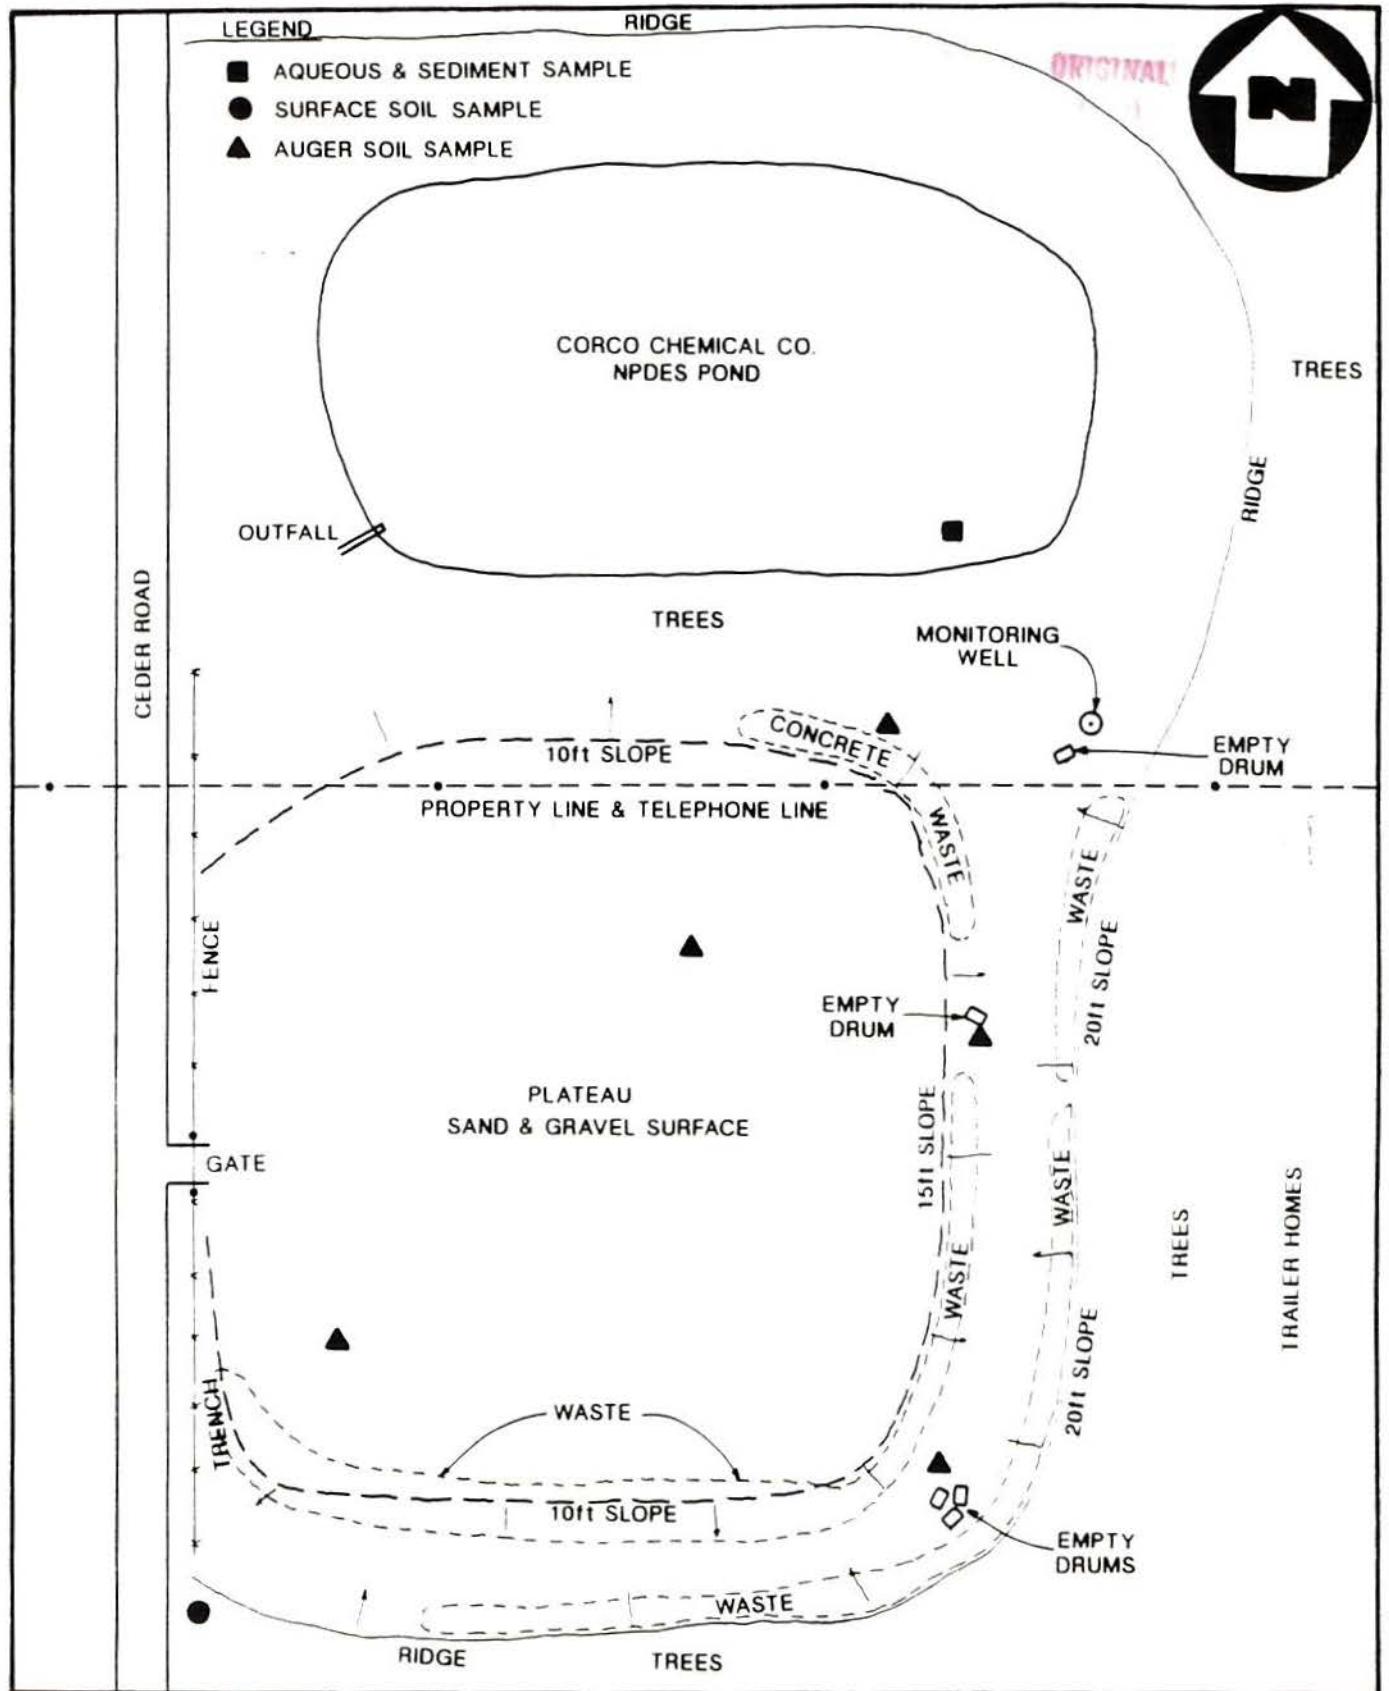 RIDGE
LEGEND
AQUEOUS & SEDIMENT SAMPLE
SURFACE SOIL SAMPLE
AUGER SOIL SAMPLE
ORIGINAL
N
CORCO CHEMICAL CO.
NPDES POND
TREES
RIDGE
OUTFALL
CEDER ROAD
TREES
MONITORING
WELL
CONCRETE
10ft SLOPE
EMPTY
DRUM
PROPERTY LINE & TELEPHONE LINE
WASTE
WASTE
20ft SLOPE
FENCE
EMPTY
DRUM
PLATEAU
SAND & GRAVEL SURFACE
15ft SLOPE
GATE
WASTE
TREES
TRAILER HOMES
WASTE
20ft SLOPE
TRENCH
WASTE
10ft SLOPE
EMPTY
DRUMS
WASTE
RIDGE
TREES